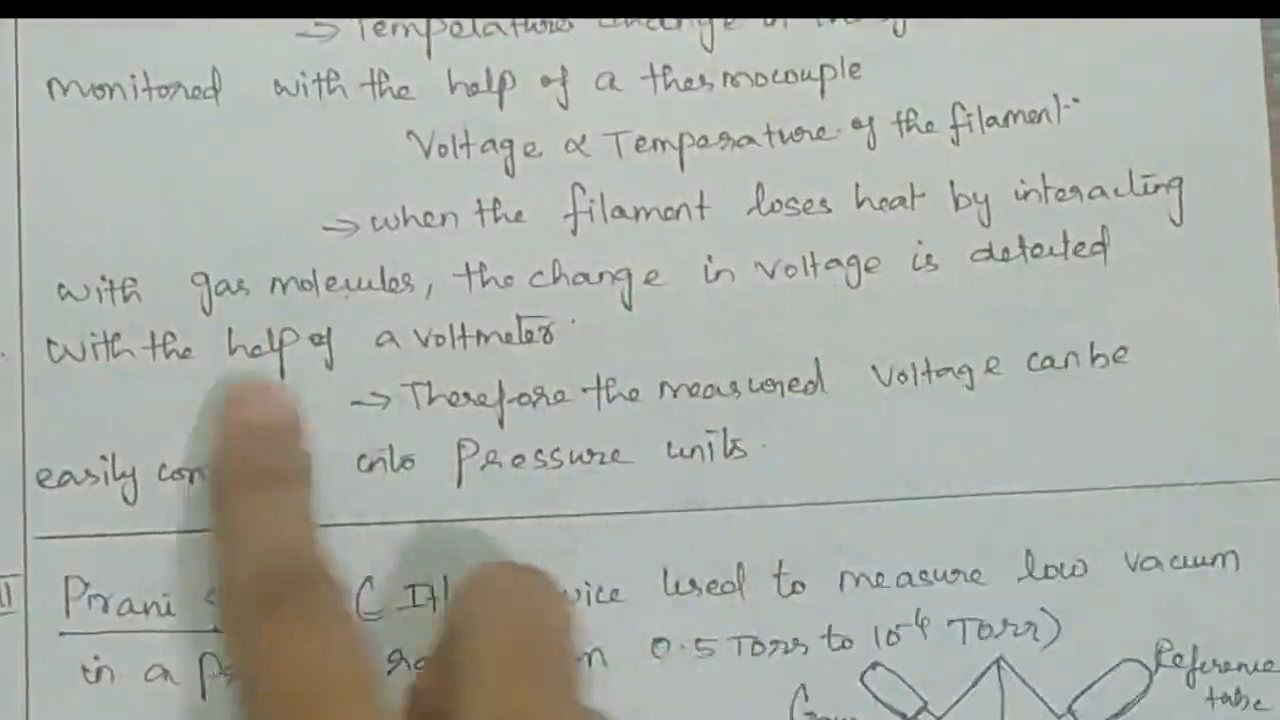 → Temperature change
monitored with the help of a thermocouple
Voltage ∝ Temperature of the filament.
→ when the filament loses heat by interacting
with gas molecules, the change in voltage is detected
with the help of a voltmeter.
→ Therefore the measured voltage can be
easily into pressure units.
II Pirani ( used to measure low vacuum
in a 0.5 Torr to 10⁻⁴ Torr)
Reference
tube